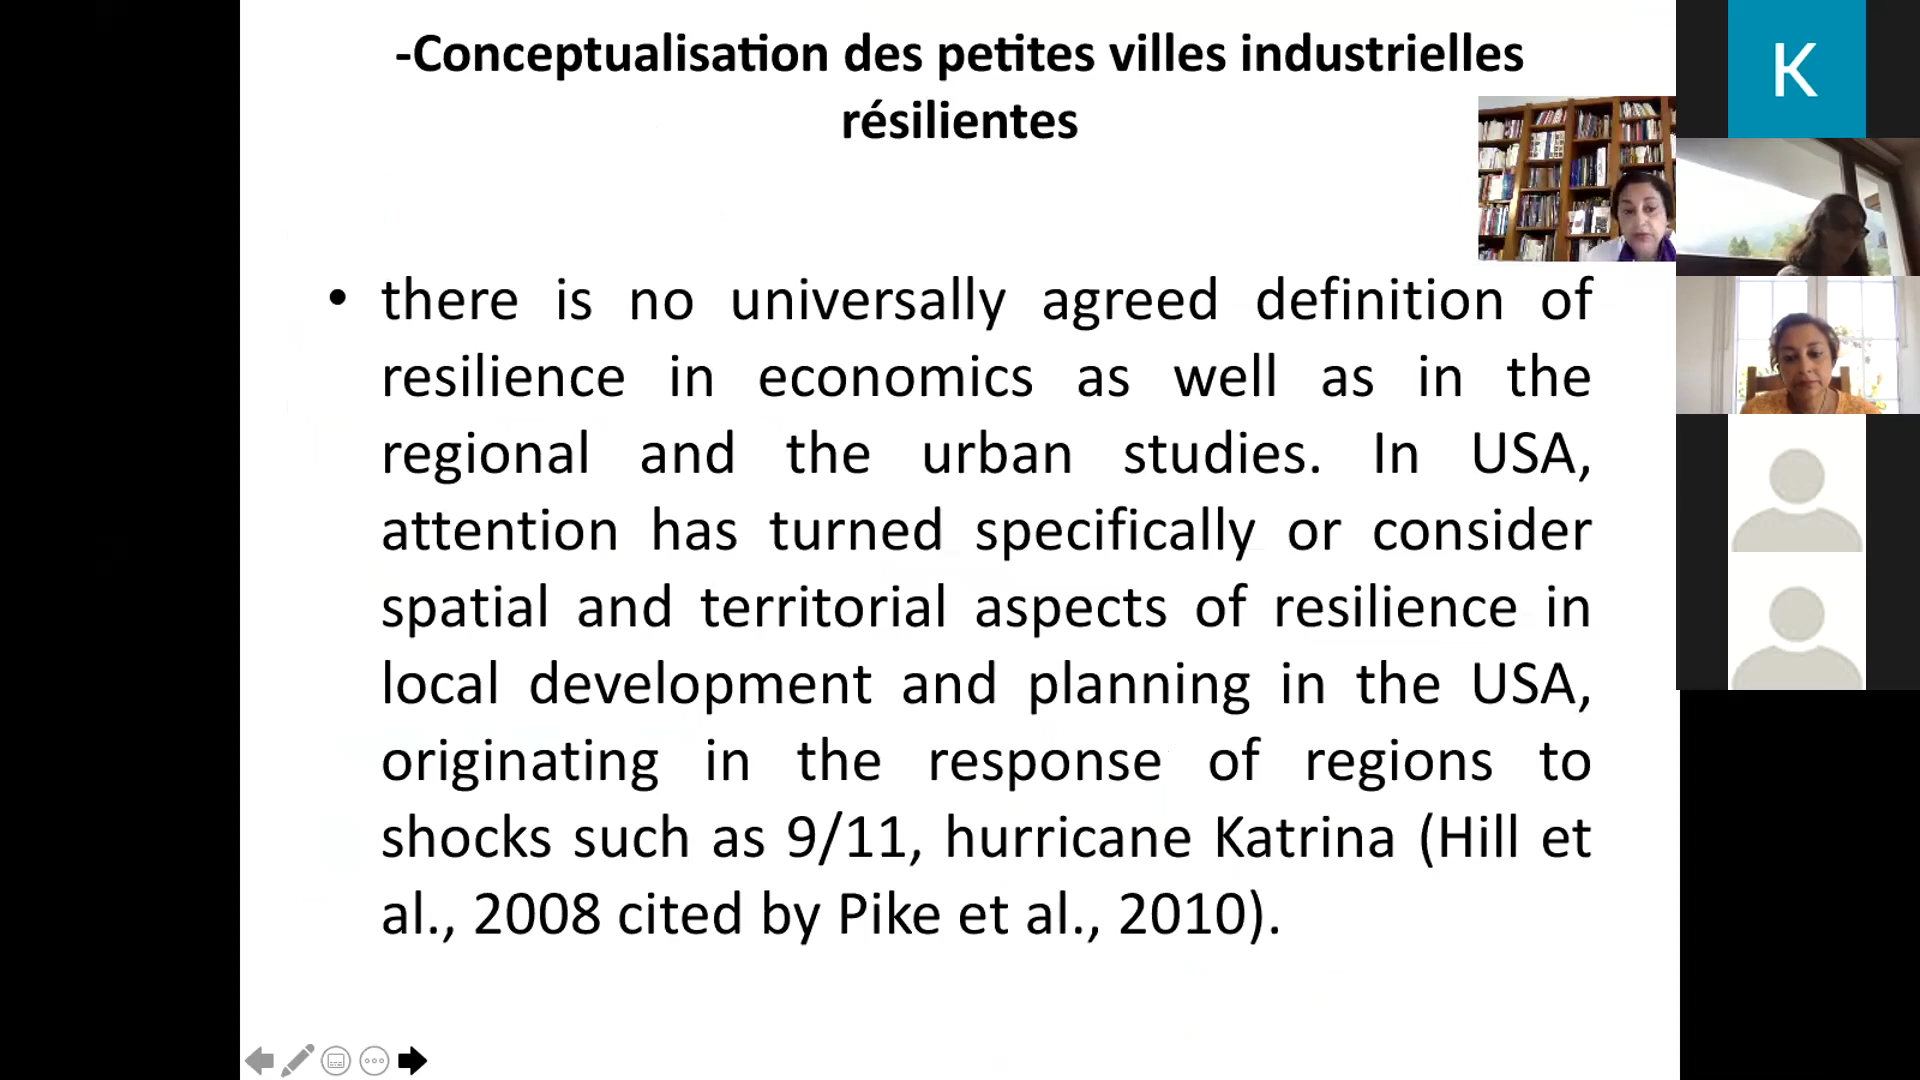 -Conceptualisation des petites villes industrielles
résilientes
K
• there is no universally agreed definition of
resilience in economics as well as in the
regional and the urban studies. In USA,
attention has turned specifically or consider
spatial and territorial aspects of resilience in
local development and planning in the USA,
originating in the response of regions to
shocks such as 9/11, hurricane Katrina (Hill et
al., 2008 cited by Pike et al., 2010).